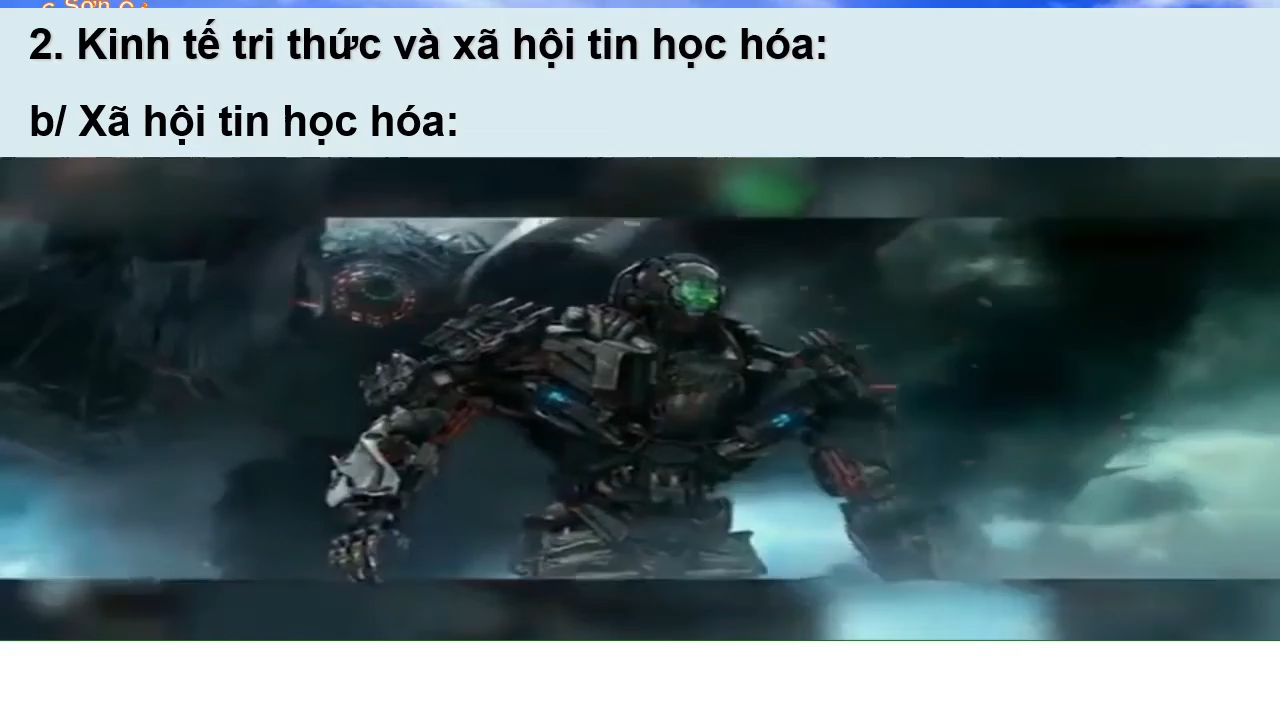 2. Kinh tế tri thức và xã hội tin học hóa:
b/ Xã hội tin học hóa: